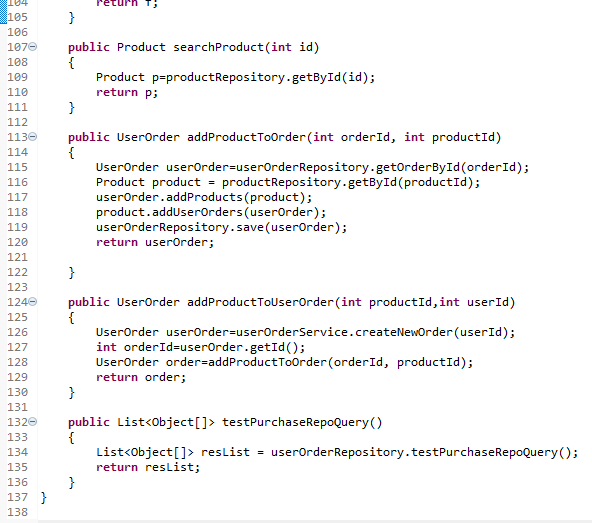 104 return f;
105 }
106
107 public Product searchProduct(int id)
108 {
109 Product p=productRepository.getById(id);
110 return p;
111 }
112
113 public UserOrder addProductToOrder(int orderId, int productId)
114 {
115 UserOrder userOrder=userOrderRepository.getOrderById(orderId);
116 Product product = productRepository.getById(productId);
117 userOrder.addProducts(product);
118 product.addUserOrders(userOrder);
119 userOrderRepository.save(userOrder);
120 return userOrder;
121
122 }
123
124 public UserOrder addProductToUserOrder(int productId,int userId)
125 {
126 UserOrder userOrder=userOrderService.createNewOrder(userId);
127 int orderId=userOrder.getId();
128 UserOrder order=addProductToOrder(orderId, productId);
129 return order;
130 }
131
132 public List<Object[]> testPurchaseRepoQuery()
133 {
134 List<Object[]> resList = userOrderRepository.testPurchaseRepoQuery();
135 return resList;
136 }
137 }
138